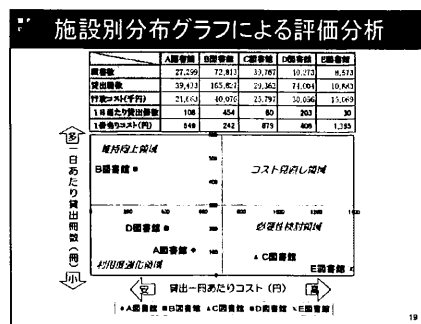 施設別分布グラフによる評価分析
A図書館 B図書館 C図書館 D図書館 E図書館
蔵書数 27,299 72,813 39,787 10,273 8,573
貸出冊数 39,433 165,827 29,362 74,004 10,883
行政コスト(千円) 21,663 40,076 25,797 30,056 15,069
1日あたり貸出冊数 108 454 80 203 30
1冊当りコスト(円) 549 242 879 406 1,385
多
1日あたり貸出冊数(冊)
小
維持向上領域
コスト見直し領域
B図書館
D図書館
必要性検討領域
A図書館
C図書館
利用度強化領域
E図書館
安 貸出一冊あたりコスト(円) 高
A図書館 B図書館 C図書館 D図書館 E図書館
19